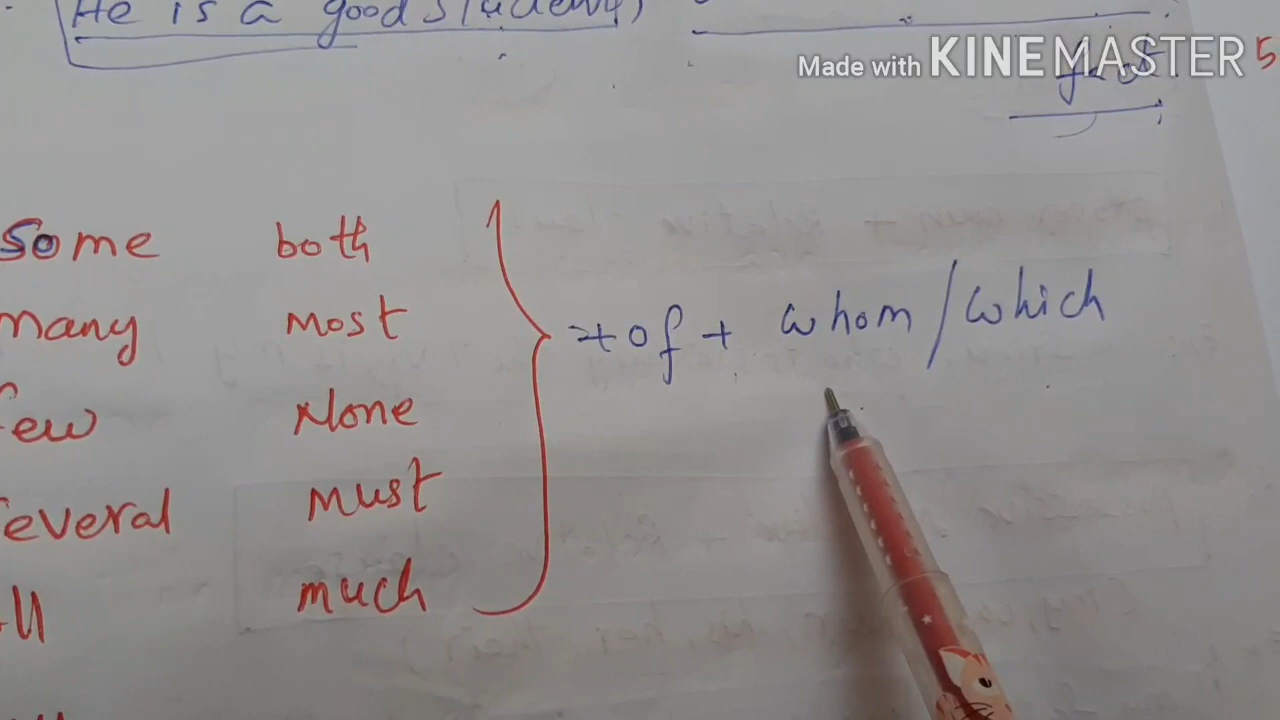 He is a good student,
Made with KINEMASTER
5
Some both
many most
few None
Several Must
All much
+ of + whom / which